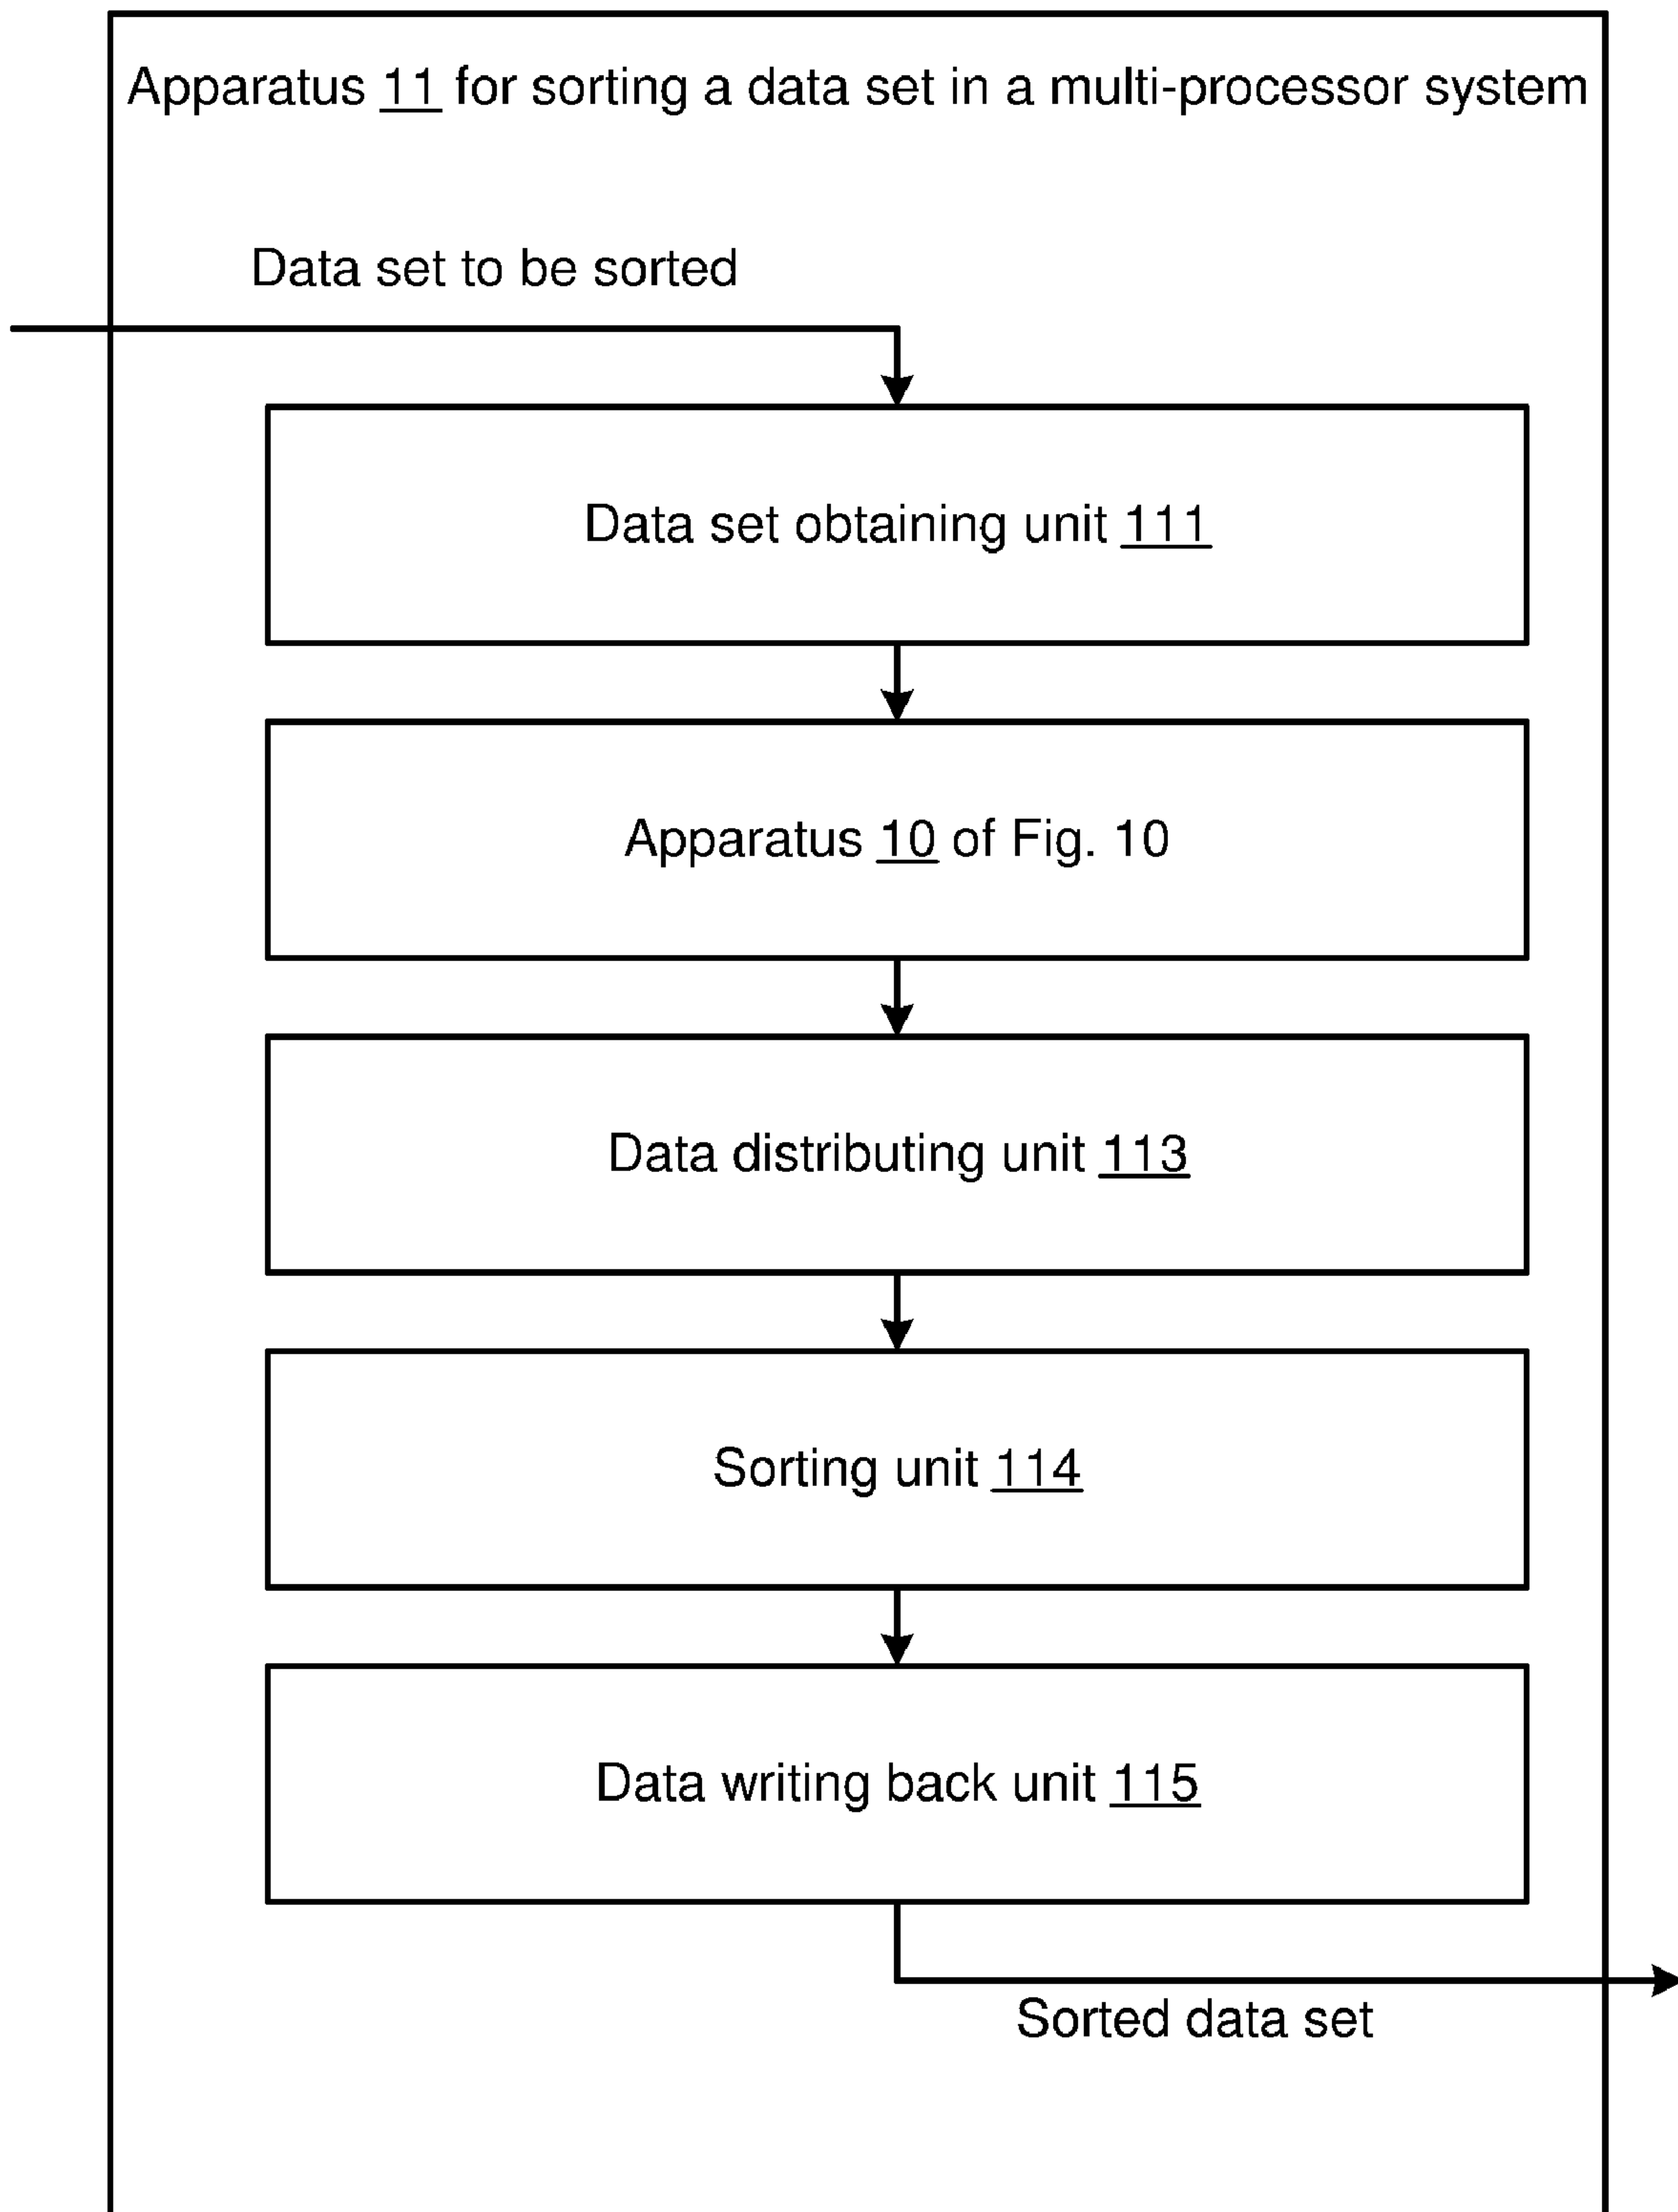 Apparatus 11 for sorting a data set in a multi-processor system
Data set to be sorted
Data set obtaining unit 111
Apparatus 10 of Fig. 10
Data distributing unit 113
Sorting unit 114
Data writing back unit 115
Sorted data set